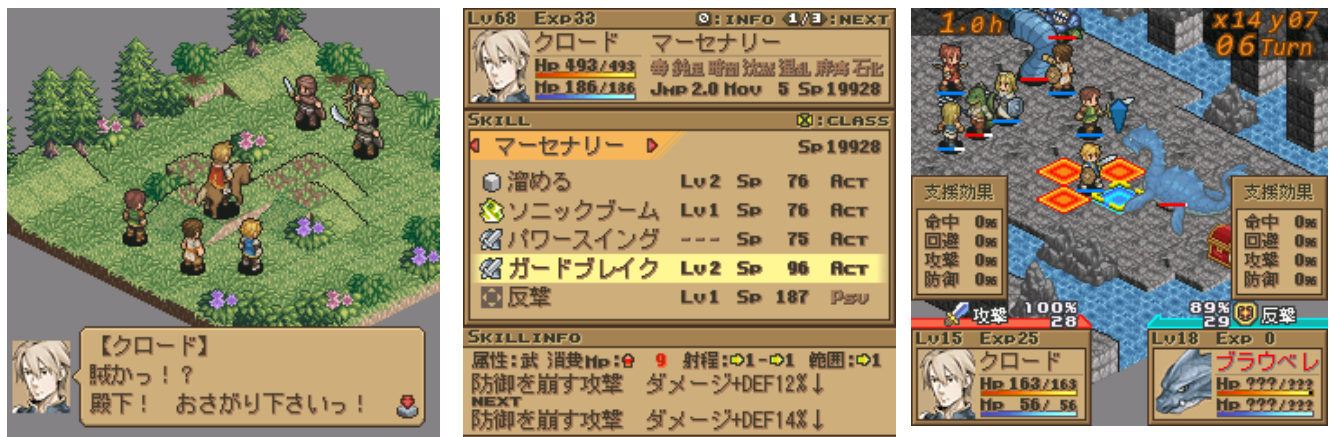 【クロード】
賊かっ！？
殿下！ おさがり下さいっ！
Lv68 Exp33 O:INFO 1/3:NEXT
クロード マーセナリー
Hp 493/493
Mp 186/186 Jmp 2.0 Mov 5 Sp 19928
SKILL X:CLASS
マーセナリー Sp 19928
溜める Lv2 Sp 76 Act
ソニックブーム Lv1 Sp 76 Act
パワースイング --- Sp 75 Act
ガードブレイク Lv2 Sp 96 Act
反撃 Lv1 Sp 187 Psv
SKILLINFO
属性:武 消費Mp: 9 射程:1-1 範囲:1
防御を崩す攻撃 ダメージ+DEF12%↓
NEXT
防御を崩す攻撃 ダメージ+DEF14%↓
1.0h
x14 y07
06Turn
支援効果
命中 0%
回避 0%
攻撃 0%
防御 0%
支援効果
命中 0%
回避 0%
攻撃 0%
防御 0%
攻撃 100%
28
89%
29 反撃
Lv15 Exp25
クロード
Hp 163/163
Mp 56/ 56
Lv18 Exp 0
ブラウベレ
Hp ???/???
Mp ???/???